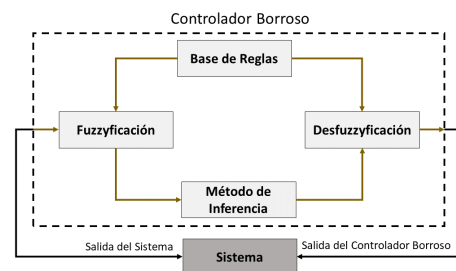 Controlador Borroso
Base de Reglas
Fuzzyficación
Desfuzzyficación
Método de
Inferencia
Salida del Sistema
Sistema
Salida del Controlador Borroso